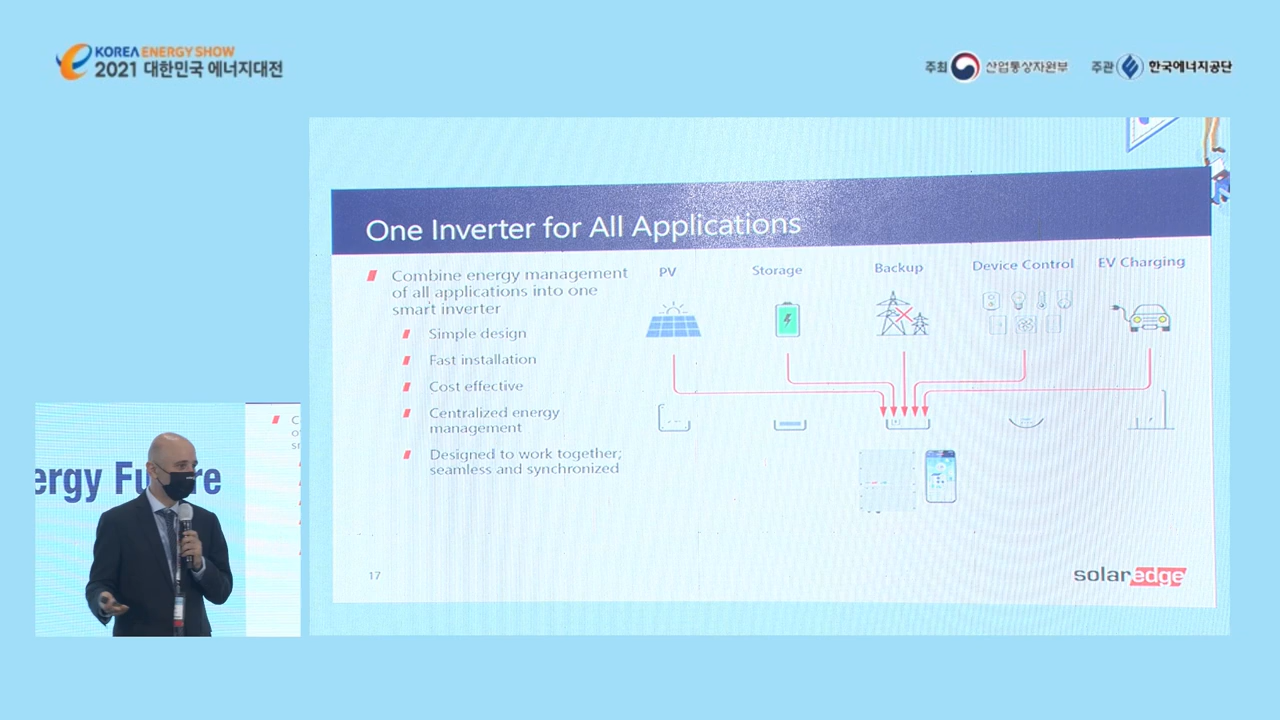 KOREA ENERGY SHOW
2021 대한민국 에너지대전
주최 산업통상자원부 주관 한국에너지공단
One Inverter for All Applications
Combine energy management
of all applications into one
smart inverter
Simple design
Fast installation
Cost effective
Centralized energy
management
Designed to work together;
seamless and synchronized
PV Storage Backup Device Control EV Charging
17
solaredge
ergy Fu re